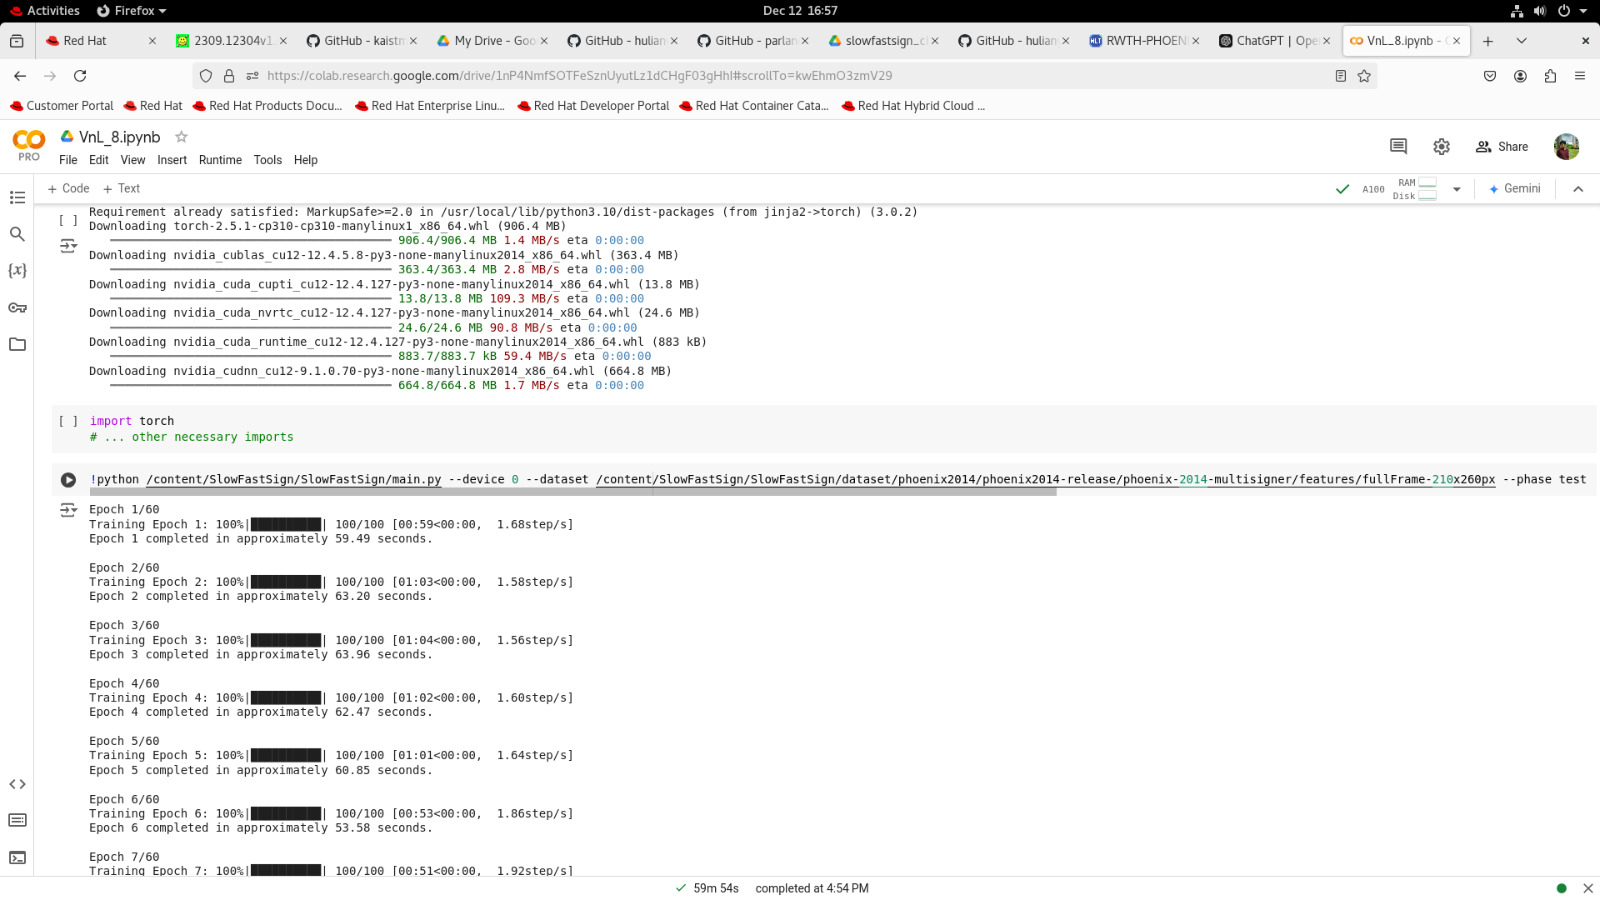 Activities Firefox Dec 12 16:57
Red Hat 2309.12304v1 GitHub - kaistm My Drive - Goo GitHub - hulian GitHub - parlan slowfastsign_c GitHub - hulian RWTH-PHOENI ChatGPT | Ope VnL_8.ipynb - C
https://colab.research.google.com/drive/1nP4NmfSOTFeSznUyutLz1dCHgF03gHhI#scrollTo=kwEhmO3zmV29
Customer Portal Red Hat Red Hat Products Docu... Red Hat Enterprise Linu... Red Hat Developer Portal Red Hat Container Cata... Red Hat Hybrid Cloud ...
CO PRO VnL_8.ipynb Share
File Edit View Insert Runtime Tools Help
+ Code + Text A100 RAM Disk Gemini
[ ] Requirement already satisfied: MarkupSafe>=2.0 in /usr/local/lib/python3.10/dist-packages (from jinja2->torch) (3.0.2)
Downloading torch-2.5.1-cp310-cp310-manylinux1_x86_64.whl (906.4 MB)
906.4/906.4 MB 1.4 MB/s eta 0:00:00
Downloading nvidia_cublas_cu12-12.4.5.8-py3-none-manylinux2014_x86_64.whl (363.4 MB)
363.4/363.4 MB 2.8 MB/s eta 0:00:00
Downloading nvidia_cuda_cupti_cu12-12.4.127-py3-none-manylinux2014_x86_64.whl (13.8 MB)
13.8/13.8 MB 109.3 MB/s eta 0:00:00
Downloading nvidia_cuda_nvrtc_cu12-12.4.127-py3-none-manylinux2014_x86_64.whl (24.6 MB)
24.6/24.6 MB 90.8 MB/s eta 0:00:00
Downloading nvidia_cuda_runtime_cu12-12.4.127-py3-none-manylinux2014_x86_64.whl (883 kB)
883.7/883.7 kB 59.4 MB/s eta 0:00:00
Downloading nvidia_cudnn_cu12-9.1.0.70-py3-none-manylinux2014_x86_64.whl (664.8 MB)
664.8/664.8 MB 1.7 MB/s eta 0:00:00
[ ] import torch
# ... other necessary imports
!python /content/SlowFastSign/SlowFastSign/main.py --device 0 --dataset /content/SlowFastSign/SlowFastSign/dataset/phoenix2014/phoenix2014-release/phoenix-2014-multisigner/features/fullFrame-210x260px --phase test
Epoch 1/60
Training Epoch 1: 100%|██████████| 100/100 [00:59<00:00, 1.68step/s]
Epoch 1 completed in approximately 59.49 seconds.
Epoch 2/60
Training Epoch 2: 100%|██████████| 100/100 [01:03<00:00, 1.58step/s]
Epoch 2 completed in approximately 63.20 seconds.
Epoch 3/60
Training Epoch 3: 100%|██████████| 100/100 [01:04<00:00, 1.56step/s]
Epoch 3 completed in approximately 63.96 seconds.
Epoch 4/60
Training Epoch 4: 100%|██████████| 100/100 [01:02<00:00, 1.60step/s]
Epoch 4 completed in approximately 62.47 seconds.
Epoch 5/60
Training Epoch 5: 100%|██████████| 100/100 [01:01<00:00, 1.64step/s]
Epoch 5 completed in approximately 60.85 seconds.
Epoch 6/60
Training Epoch 6: 100%|██████████| 100/100 [00:53<00:00, 1.86step/s]
Epoch 6 completed in approximately 53.58 seconds.
Epoch 7/60
Training Epoch 7: 100%|██████████| 100/100 [00:51<00:00, 1.92step/s]
59m 54s completed at 4:54 PM